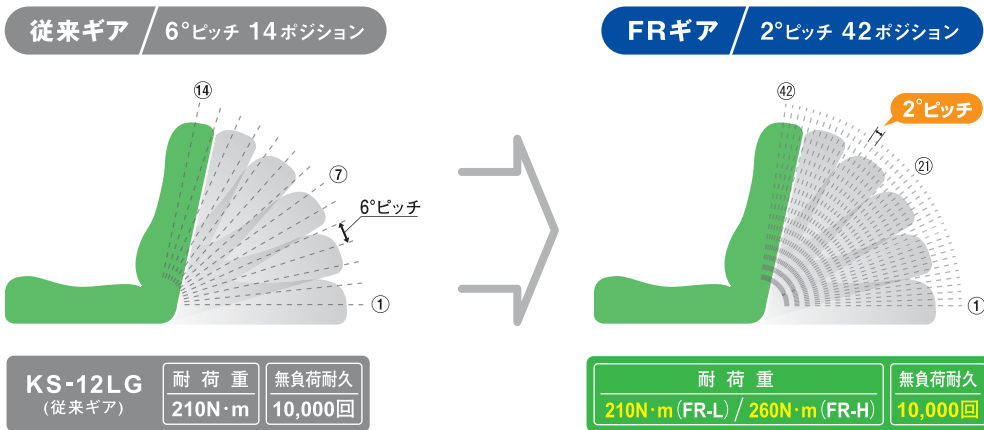 従来ギア / 6°ピッチ 14ポジション
⑭
⑦
6°ピッチ
①
KS-12LG
(従来ギア)
耐荷重
210N·m
無負荷耐久
10,000回
FRギア / 2°ピッチ 42ポジション
㊷
2°ピッチ
㉑
①
耐荷重
210N·m(FR-L) / 260N·m(FR-H)
無負荷耐久
10,000回